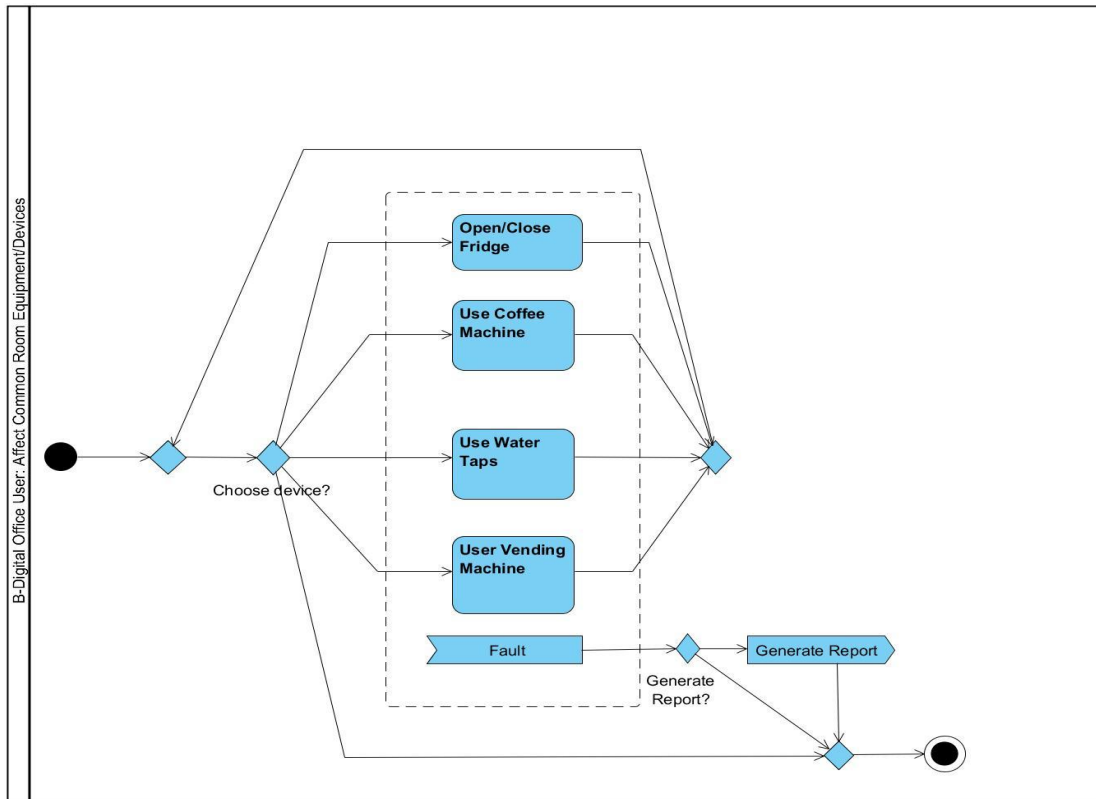 B-Digital Office User: Affect Common Room Equipment/Devices
Open/Close
Fridge
Use Coffee
Machine
Choose device?
Use Water
Taps
User Vending
Machine
Fault
Generate
Report?
Generate Report